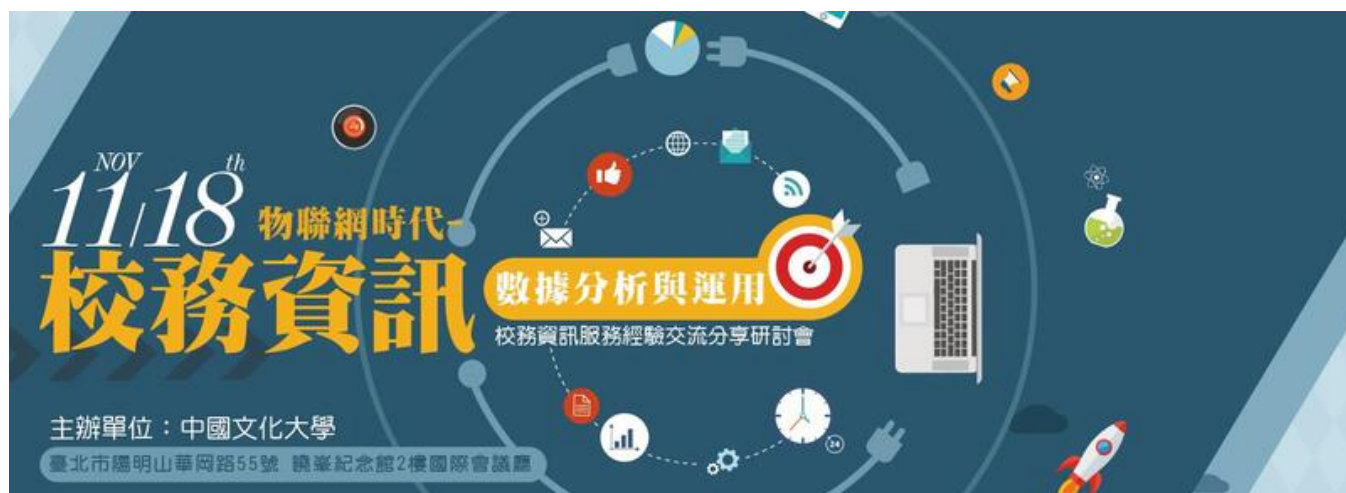 NOV th
11/18
物聯網時代-
校務資訊
數據分析與運用
校務資訊服務經驗交流分享研討會
主辦單位：中國文化大學
臺北市陽明山華岡路55號 曉峯紀念館2樓國際會議廳
24